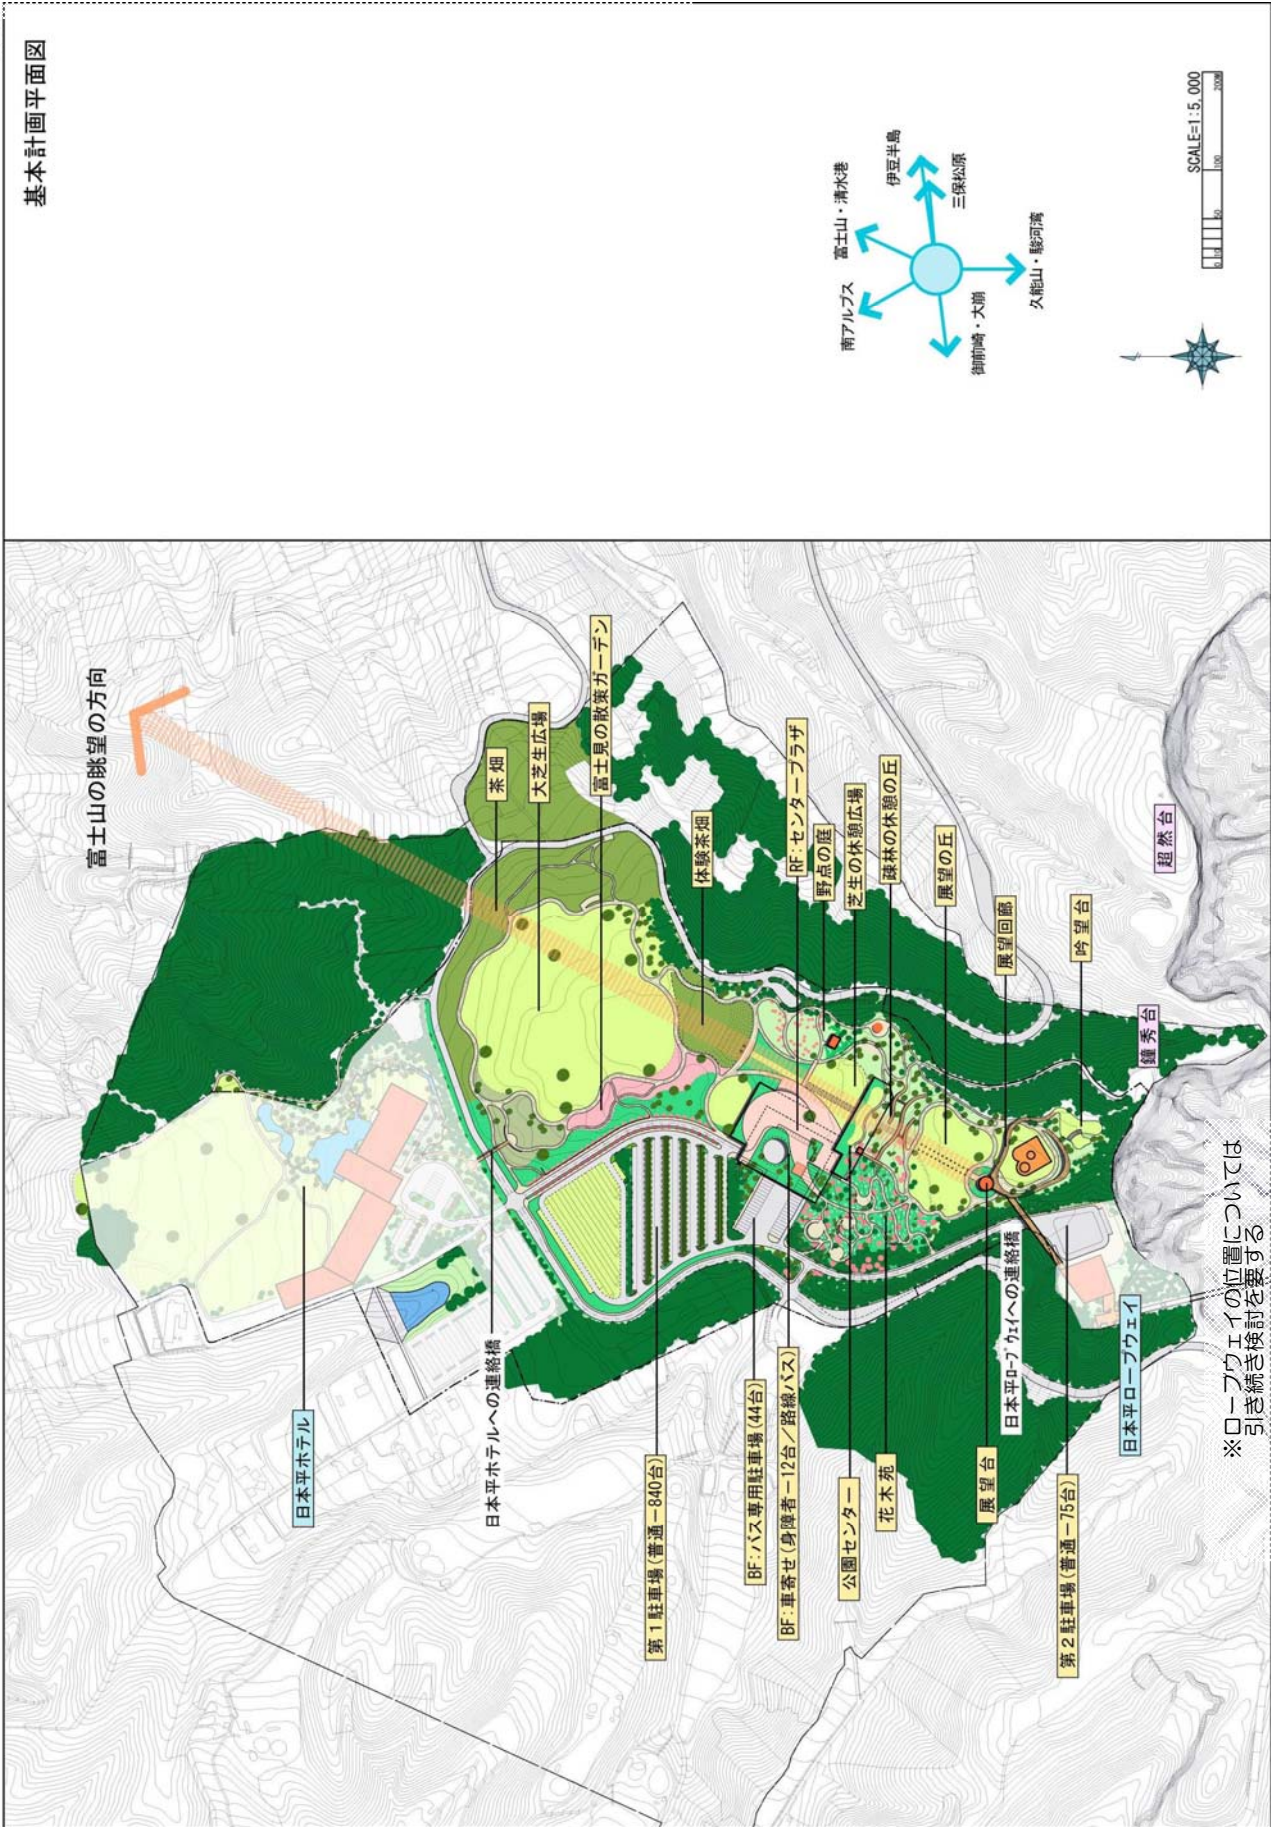 基本計画平面図
富士山の眺望の方向
茶畑
大芝生広場
富士見の散策ガーデン
体験茶畑
RF:センタープラザ
野点の庭
芝生の休憩広場
疎林の休憩の丘
展望の丘
展望回廊
吟望台
超然台
鐘秀台
日本平ホテル
日本平ホテルへの連絡橋
第1駐車場(普通−840台)
BF:バス専用駐車場(44台)
BF:車寄せ(身障者−12台/路線バス)
公園センター
花木苑
展望台
日本平ロープウェイへの連絡橋
第2駐車場(普通−75台)
日本平ロープウェイ
※ロープウェイの位置については
引き続き検討を要する
南アルプス
富士山・清水港
伊豆半島
三保松原
久能山・駿河湾
御前崎・大崩
SCALE=1:5,000
0 10 50 100 200m